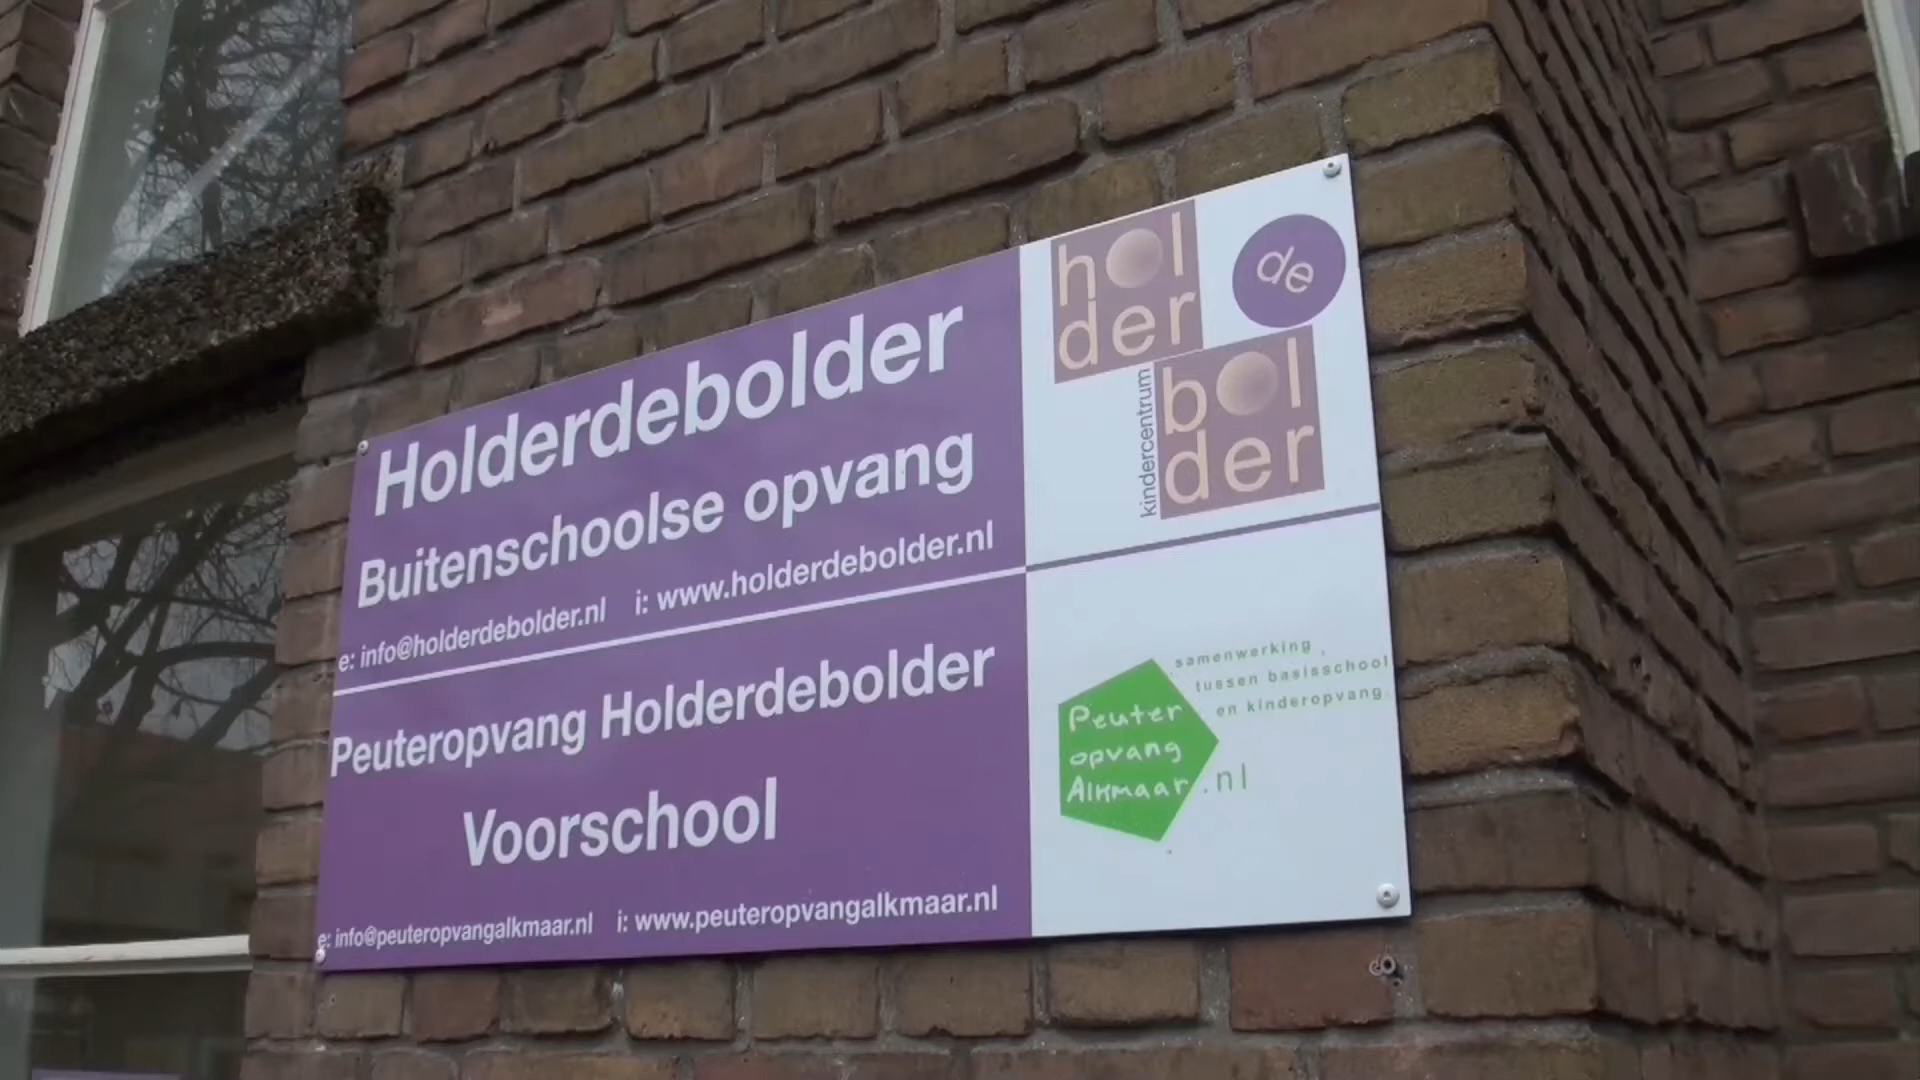 Holderdebolder
Buitenschoolse opvang
e: info@holderdebolder.nl i: www.holderdebolder.nl
Peuteropvang Holderdebolder
Voorschool
e: info@peuteropvangalkmaar.nl i: www.peuteropvangalkmaar.nl
hol
der
de
kindercentrum
bol
der
samenwerking
tussen basisschool
en kinderopvang
Peuter
opvang
Alkmaar.nl